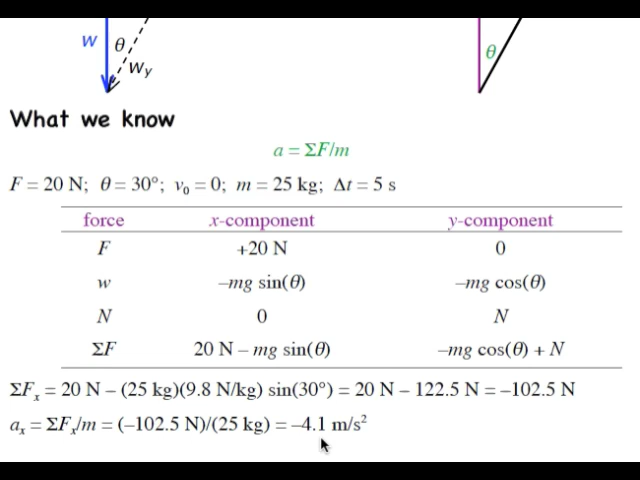 w θ w_y θ
What we know
a = ΣF/m
F = 20 N; θ = 30°; v₀ = 0; m = 25 kg; Δt = 5 s
force x-component y-component
F +20 N 0
w –mg sin(θ) –mg cos(θ)
N 0 N
ΣF 20 N – mg sin(θ) –mg cos(θ) + N
ΣFₓ = 20 N – (25 kg)(9.8 N/kg) sin(30°) = 20 N – 122.5 N = –102.5 N
aₓ = ΣFₓ/m = (–102.5 N)/(25 kg) = –4.1 m/s²